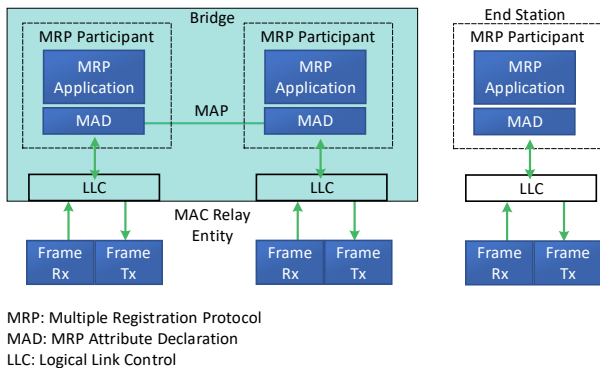 Bridge
End Station
MRP Participant
MRP Participant
MRP Participant
MRP
Application
MRP
Application
MRP
Application
MAD
MAP
MAD
MAD
LLC
LLC
LLC
MAC Relay
Entity
Frame
Rx
Frame
Tx
Frame
Rx
Frame
Tx
Frame
Rx
Frame
Tx
MRP: Multiple Registration Protocol
MAD: MRP Attribute Declaration
LLC: Logical Link Control